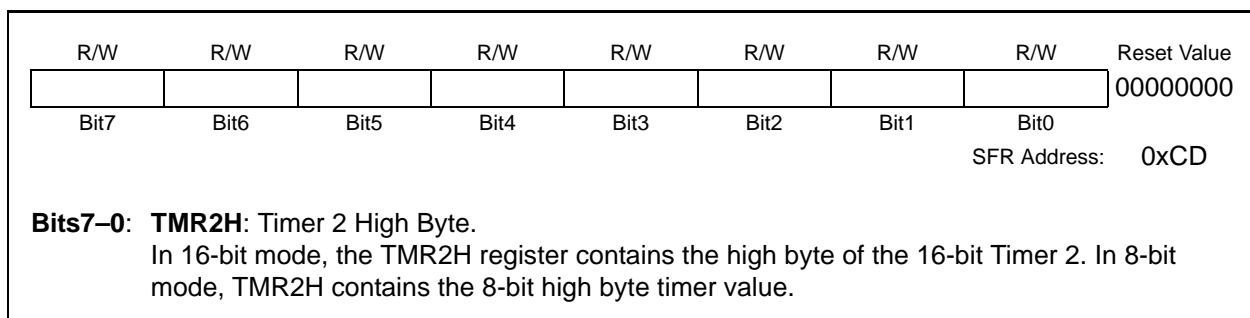 R/W R/W R/W R/W R/W R/W R/W R/W Reset Value
00000000
Bit7 Bit6 Bit5 Bit4 Bit3 Bit2 Bit1 Bit0
SFR Address: 0xCD
Bits7–0: TMR2H: Timer 2 High Byte.
In 16-bit mode, the TMR2H register contains the high byte of the 16-bit Timer 2. In 8-bit
mode, TMR2H contains the 8-bit high byte timer value.